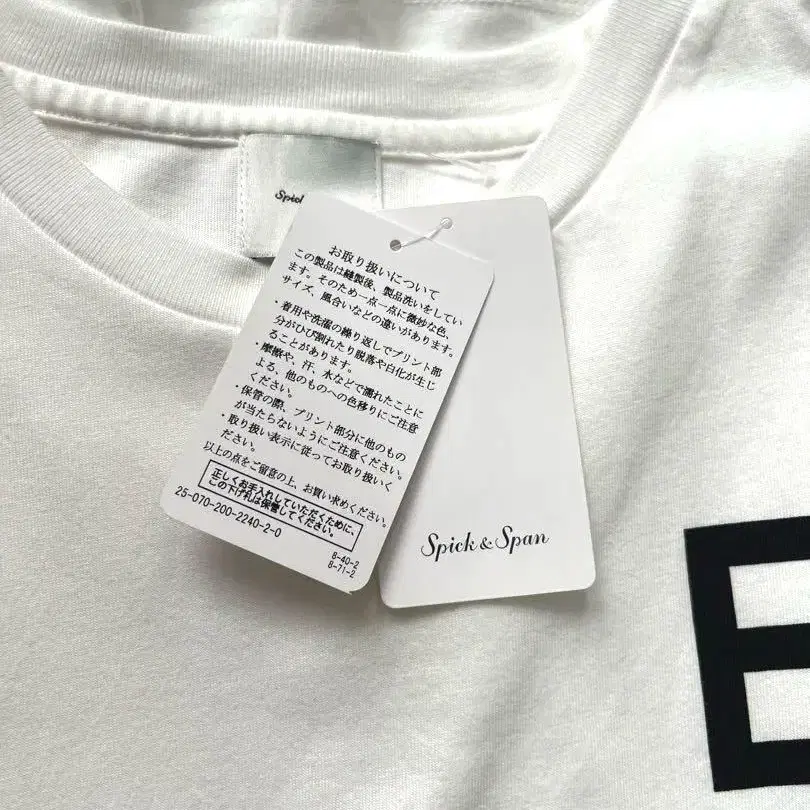 Spick
お取り扱いについて
この製品は縫製後、製品洗いをしてい
ます。そのため一点一点に微妙な色、
サイズ、風合いなどの違いがあります。
・着用や洗濯の繰り返しでプリント部
分がひび割れたり脱落や白化が生じ
ることがあります。
・摩擦や、汗、水などで濡れたことに
よる、他のものへの色移りにご注意
ください。
・保管の際、プリント部分に他のもの
が当たらないようにご注意ください。
・取り扱い表示に従ってお取り扱いく
ださい。
以上の点をご留意の上、お買い求めください。
正しくお手入れしていただくために、
この下げ札は保管してください。
25-070-200-2240-2-0
8-40-2
8-71-2
Spick & Span
E